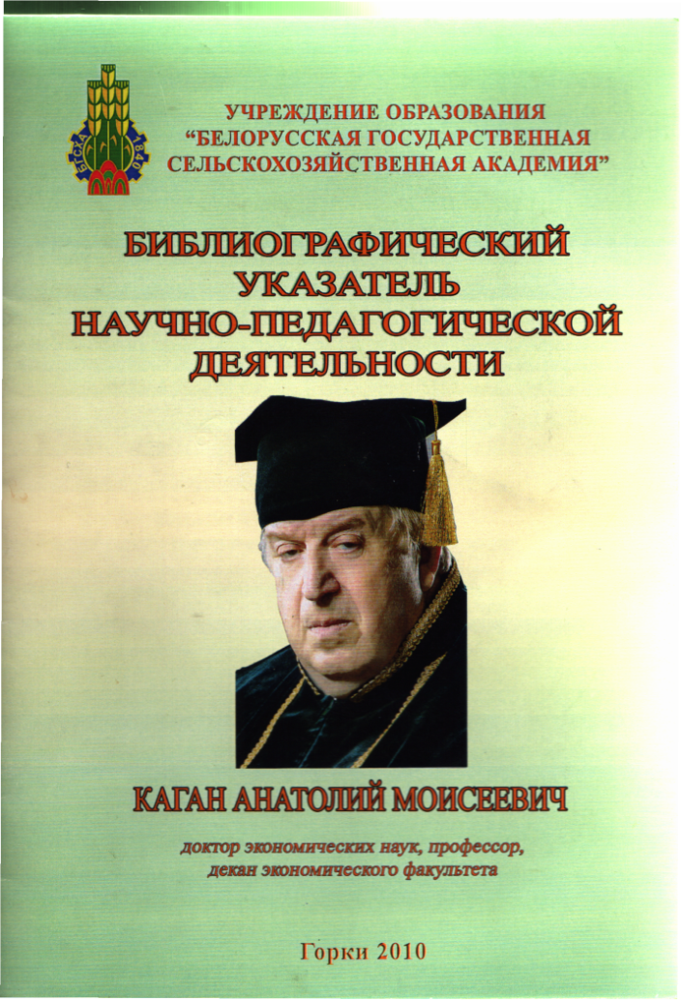 БГСХА 1840
УЧРЕЖДЕНИЕ ОБРАЗОВАНИЯ
“БЕЛОРУССКАЯ ГОСУДАРСТВЕННАЯ
СЕЛЬСКОХОЗЯЙСТВЕННАЯ АКАДЕМИЯ”
БИБЛИОГРАФИЧЕСКИЙ
УКАЗАТЕЛЬ
НАУЧНО-ПЕДАГОГИЧЕСКОЙ
ДЕЯТЕЛЬНОСТИ
КАГАН АНАТОЛИЙ МОИСЕЕВИЧ
доктор экономических наук, профессор,
декан экономического факультета
Горки 2010